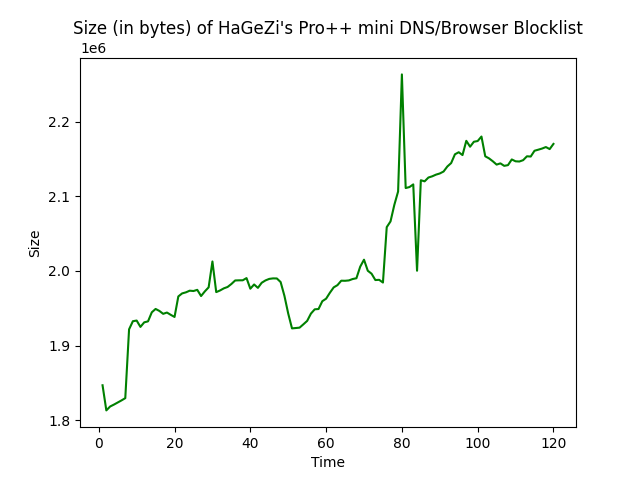 Size (in bytes) of HaGeZi's Pro++ mini DNS/Browser Blocklist
1e6
2.2
2.1
2.0
1.9
1.8
Size
0 20 40 60 80 100 120
Time